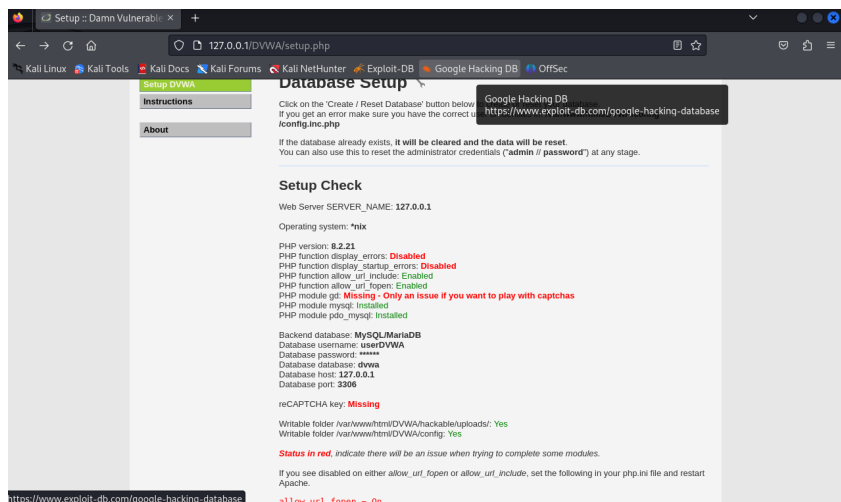 Setup :: Damn Vulnerable
127.0.0.1/DVWA/setup.php
Kali Linux Kali Tools Kali Docs Kali Forums Kali NetHunter Exploit-DB Google Hacking DB OffSec
Setup DVWA
Instructions
About
Database Setup
Click on the 'Create / Reset Database' button below
If you get an error make sure you have the correct
/config.inc.php
Google Hacking DB
https://www.exploit-db.com/google-hacking-database
If the database already exists, it will be cleared and the data will be reset.
You can also use this to reset the administrator credentials ("admin // password") at any stage.
Setup Check
Web Server SERVER_NAME: 127.0.0.1
Operating system: *nix
PHP version: 8.2.21
PHP function display_errors: Disabled
PHP function display_startup_errors: Disabled
PHP function allow_url_include: Enabled
PHP function allow_url_fopen: Enabled
PHP module gd: Missing - Only an issue if you want to play with captchas
PHP module mysql: Installed
PHP module pdo_mysql: Installed
Backend database: MySQL/MariaDB
Database username: userDVWA
Database password: ******
Database database: dvwa
Database host: 127.0.0.1
Database port: 3306
reCAPTCHA key: Missing
Writable folder /var/www/html/DVWA/hackable/uploads/: Yes
Writable folder /var/www/html/DVWA/config: Yes
Status in red, indicate there will be an issue when trying to complete some modules.
If you see disabled on either allow_url_fopen or allow_url_include, set the following in your php.ini file and restart
Apache.
allow_url_fopen = On
https://www.exploit-db.com/google-hacking-database